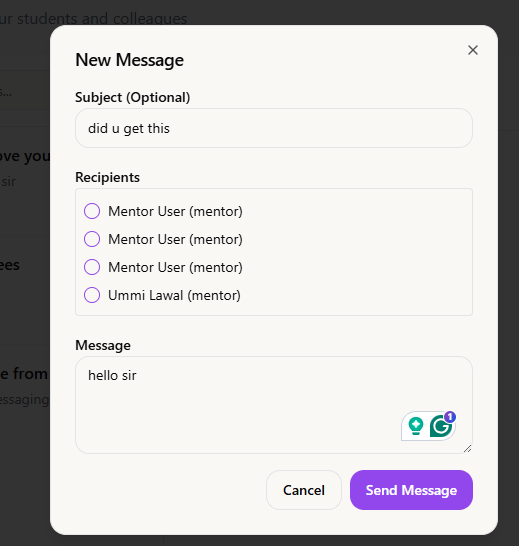 ur students and colleagues
New Message
Subject (Optional)
did u get this
s...
Recipients
ove you
sir
Mentor User (mentor)
Mentor User (mentor)
ees
Mentor User (mentor)
Ummi Lawal (mentor)
Message
e from
hello sir
essaging
1
Cancel
Send Message